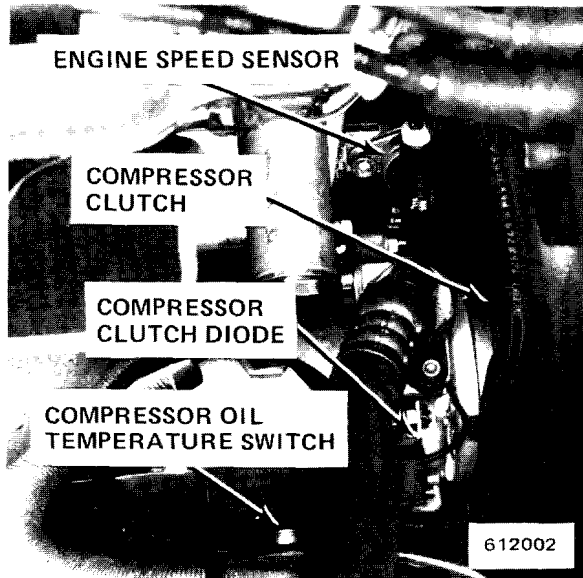 ENGINE SPEED SENSOR
COMPRESSOR
CLUTCH
COMPRESSOR
CLUTCH DIODE
COMPRESSOR OIL
TEMPERATURE SWITCH
612002